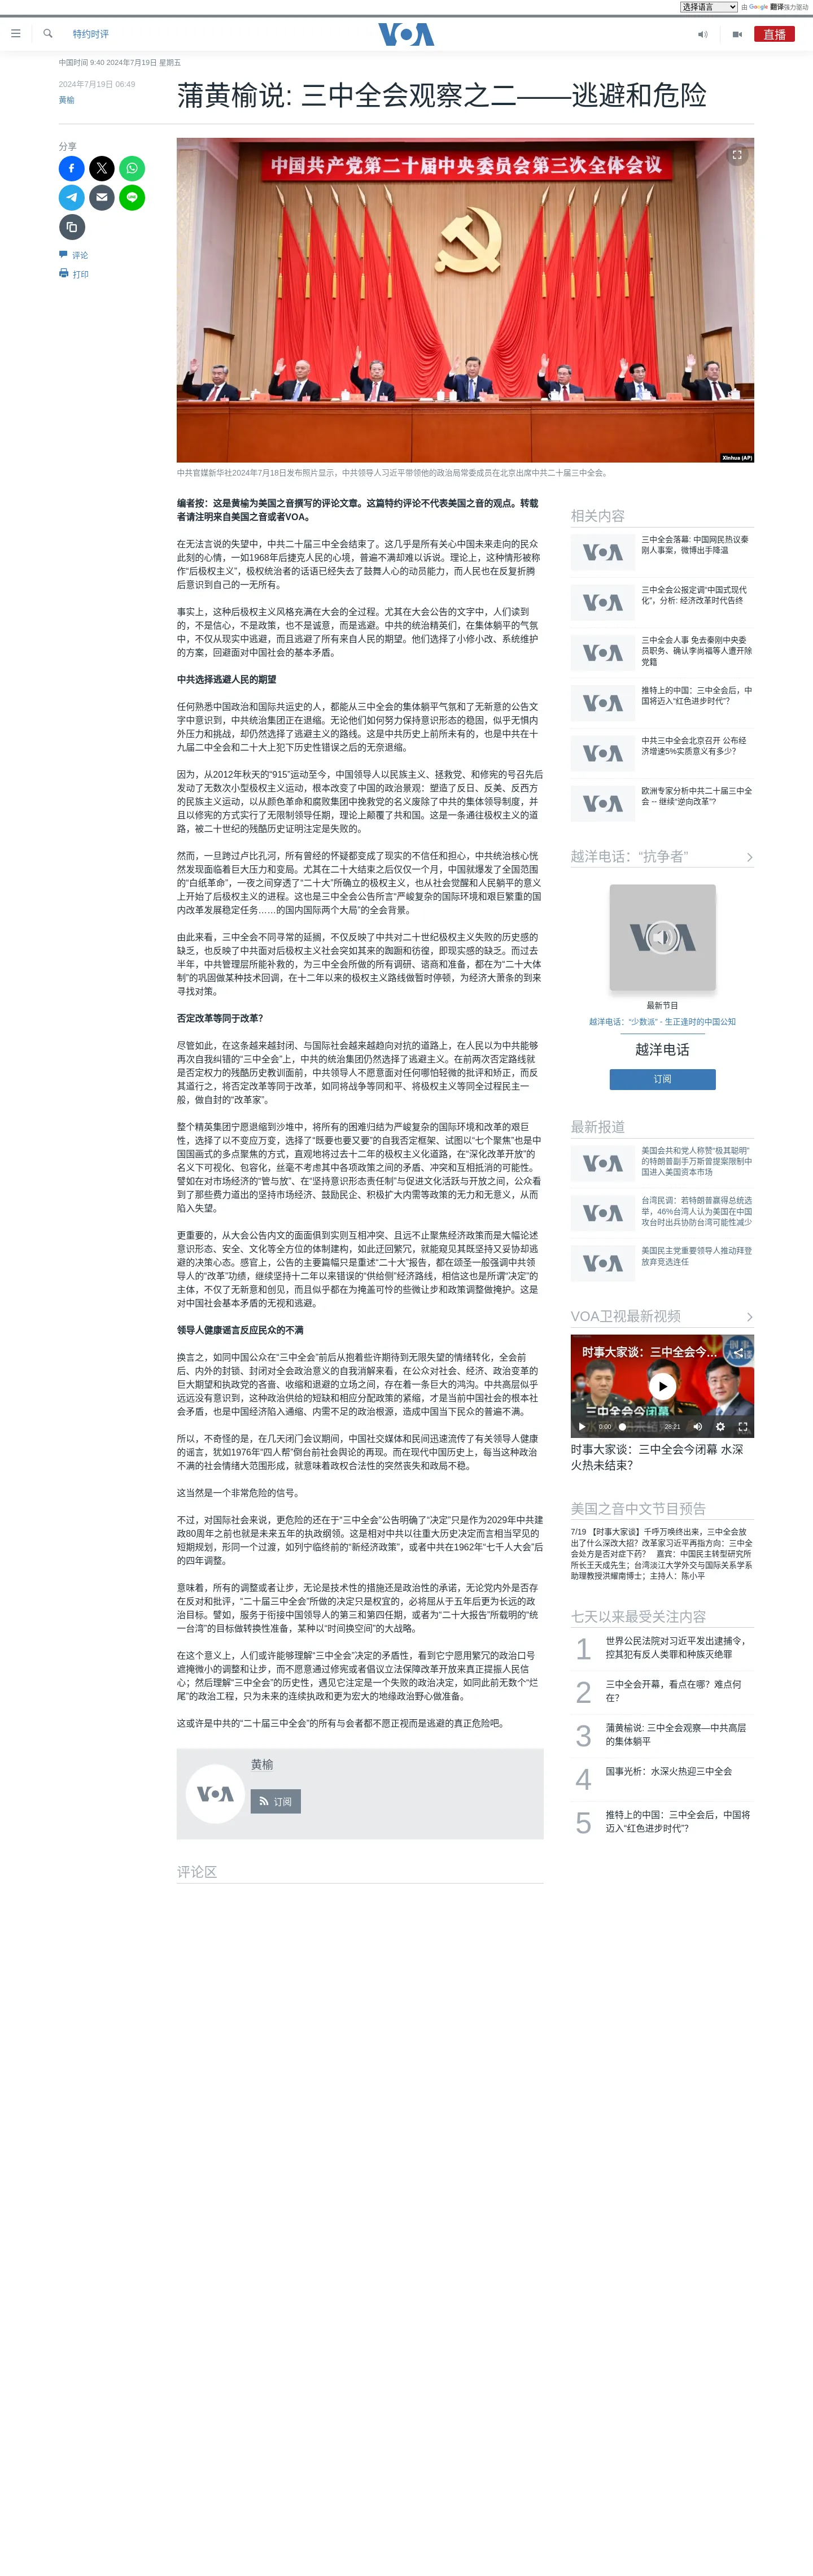 选择语言 由 Google 翻译强力驱动
特约时评
VOA
直播
中国时间 9:40 2024年7月19日 星期五
2024年7月19日 06:49
黄榆
蒲黄榆说: 三中全会观察之二——逃避和危险
分享
评论
打印
中国共产党第二十届中央委员会第三次全体会议
Xinhua (AP)
中共官媒新华社2024年7月18日发布照片显示，中共领导人习近平带领他的政治局常委成员在北京出席中共二十届三中全会。
编者按：这是黄榆为美国之音撰写的评论文章。这篇特约评论不代表美国之音的观点。转载
者请注明来自美国之音或者VOA。
在无法言说的失望中，中共二十届三中全会结束了。这几乎是所有关心中国未来走向的民众
此刻的心情，一如1968年后捷克人民的心境，普遍不满却难以诉说。理论上，这种情形被称
作“后极权主义”，极权统治者的话语已经失去了鼓舞人心的动员能力，而人民也在反复折腾
后意识到自己的一无所有。
事实上，这种后极权主义风格充满在大会的全过程。尤其在大会公告的文字中，人们读到
的，不是信心，不是政策，也不是诚意，而是逃避。中共的统治精英们，在集体躺平的气氛
中，不仅从现实中逃避，而且逃避了所有来自人民的期望。他们选择了小修小改、系统维护
的方案，回避面对中国社会的基本矛盾。
中共选择逃避人民的期望
任何熟悉中国政治和国际共运史的人，都能从三中全会的集体躺平气氛和了无新意的公告文
字中意识到，中共统治集团正在退缩。无论他们如何努力保持意识形态的稳固，似乎无惧内
外压力和挑战，却仍然选择了逃避主义的路线。这是中共历史上前所未有的，也是中共在十
九届二中全会和二十大上犯下历史性错误之后的无奈退缩。
因为，从2012年秋天的“915”运动至今，中国领导人以民族主义、拯救党、和修宪的号召先后
发动了无数次小型极权主义运动，根本改变了中国的政治景观：塑造了反日、反美、反西方
的民族主义运动，以从颜色革命和腐败集团中挽救党的名义废除了中共的集体领导制度，并
且以修宪的方式实行了无限制领导任期，理论上颠覆了共和国。这是一条通往极权主义的道
路，被二十世纪的残酷历史证明注定是失败的。
然而，一旦跨过卢比孔河，所有曾经的怀疑都变成了现实的不信任和担心，中共统治核心恍
然发现面临着巨大压力和变局。尤其在二十大结束之后仅仅一个月，中国就爆发了全国范围
的“白纸革命”，一夜之间穿透了“二十大”所确立的极权主义，也从社会觉醒和人民躺平的意义
上开始了后极权主义的进程。这也是三中全会公告所言“严峻复杂的国际环境和艰巨繁重的国
内改革发展稳定任务……的国内国际两个大局”的全会背景。
由此来看，三中全会不同寻常的延搁，不仅反映了中共对二十世纪极权主义失败的历史感的
缺乏，也反映了中共面对后极权主义社会突如其来的踟蹰和彷徨，即现实感的缺乏。而过去
半年，中共管理层所能补救的，为三中全会所做的所有调研、谘商和准备，都在为“二十大体
制”的巩固做某种技术回调，在十二年以来的极权主义路线做暂时停顿，为经济大萧条的到来
寻找对策。
否定改革等同于改革？
尽管如此，在这条越来越封闭、与国际社会越来越趋向对抗的道路上，在人民以为中共能够
再次自我纠错的“三中全会”上，中共的统治集团仍然选择了逃避主义。在前两次否定路线就
是否定权力的残酷历史教训面前，中共领导人不愿意面对任何哪怕轻微的批评和矫正，而反
其道行之，将否定改革等同于改革，如同将战争等同和平、将极权主义等同全过程民主一
般，做自封的“改革家”。
整个精英集团宁愿退缩到沙堆中，将所有的困难归结为严峻复杂的国际环境和改革的艰巨
性，选择了以不变应万变，选择了“既要也要又要”的自我否定框架、试图以“七个聚焦”也是中
国国画式的多点聚焦的方式，直观地将过去十二年的极权主义化道路，在“深化改革开放”的
名义下可视化、包容化，丝毫不考虑其中各项政策之间的矛盾、冲突和互相抵消的可能性。
譬如在对市场经济的“管与放”、在“坚持意识形态责任制”与促进文化活跃与开放之间，公众看
到了那些费力道出的坚持市场经济、鼓励民企、积极扩大内需等政策的无力和无意义，从而
陷入失望。
更重要的，从大会公告内文的面面俱到实则互相冲突、且远不止聚焦经济政策而是大幅论述
意识形态、安全、文化等全方位的体制建构，如此迂回繁冗，就能窥见其既坚持又妥协却逃
避的决策心态。感官上，公告的主要篇幅只是重述“二十大”报告，都在颂圣一般强调中共领
导人的“改革”功绩，继续坚持十二年以来错误的“供给侧”经济路线，相信这也是所谓“决定”的
主体，不仅了无新意和创见，而且似乎都在为掩盖可怜的些微让步和政策调整做掩护。这是
对中国社会基本矛盾的无视和逃避。
领导人健康谣言反应民众的不满
换言之，如同中国公众在“三中全会”前后从抱着些许期待到无限失望的情绪转化，全会前
后、内外的封锁、封闭对全会政治意义的自我消解来看，在公众对社会、经济、政治变革的
巨大期望和执政党的吝啬、收缩和退避的立场之间，存在着一条巨大的鸿沟。中共高层似乎
远远没有意识到，这种政治供给的短缺和相应分配政策的紧缩，才是当前中国社会的根本社
会矛盾，也是中国经济陷入通缩、内需不足的政治根源，造成中国当下民众的普遍不满。
所以，不奇怪的是，在几天闭门会议期间，中国社交媒体和民间迅速流传了有关领导人健康
的谣言，犹如1976年“四人帮”倒台前社会舆论的再现。而在现代中国历史上，每当这种政治
不满的社会情绪大范围形成，就意味着政权合法性的突然丧失和政局不稳。
这当然是一个非常危险的信号。
不过，对国际社会来说，更危险的还在于“三中全会”公告明确了“决定”只是作为2029年中共建
政80周年之前也就是未来五年的执政纲领。这是相对中共以往重大历史决定而言相当罕见的
短期规划，形同一个过渡，如列宁临终前的“新经济政策”，或者中共在1962年“七千人大会”后
的四年调整。
意味着，所有的调整或者让步，无论是技术性的措施还是政治性的承诺，无论党内外是否存
在反对和批评，“二十届三中全会”所做的决定只是权宜的，必将屈从于五年后更为长远的政
治目标。譬如，服务于衔接中国领导人的第三和第四任期，或者为“二十大报告”所载明的“统
一台湾”的目标做转换性准备，某种以“时间换空间”的大战略。
在这个意义上，人们或许能够理解“三中全会”决定的矛盾性，看到它宁愿用繁冗的政治口号
遮掩微小的调整和让步，而不愿意通过修宪或者倡议立法保障改革开放来真正提振人民信
心；然后理解“三中全会”的历史性，遇见它注定是一个失败的政治决定，如同此前无数个“烂
尾”的政治工程，只为未来的连续执政和更为宏大的地缘政治野心做准备。
这或许是中共的“二十届三中全会”的所有与会者都不愿正视而是逃避的真正危险吧。
VOA
黄榆
订阅
评论区
相关内容
VOA
三中全会落幕: 中国网民热议秦
刚人事案，微博出手降温
VOA
三中全会公报定调“中国式现代
化”，分析: 经济改革时代告终
VOA
三中全会人事 免去秦刚中央委
员职务、确认李尚福等人遭开除
党籍
VOA
推特上的中国：三中全会后，中
国将迈入“红色进步时代”？
VOA
中共三中全会北京召开 公布经
济增速5%实质意义有多少？
VOA
欧洲专家分析中共二十届三中全
会 -- 继续“逆向改革”?
越洋电话：“抗争者”
VOA
最新节目
越洋电话：“少数派” - 生正逢时的中国公知
越洋电话
订阅
最新报道
VOA
美国会共和党人称赞“极其聪明”
的特朗普副手万斯曾提案限制中
国进入美国资本市场
VOA
台湾民调：若特朗普赢得总统选
举，46%台湾人认为美国在中国
攻台时出兵协防台湾可能性减少
VOA
美国民主党重要领导人推动拜登
放弃竞选连任
VOA卫视最新视频
时事大家谈：三中全会今...
三中全会闭幕
0:00
28:21
时事大家谈：三中全会今闭幕 水深
火热未结束？
美国之音中文节目预告
7/19 【时事大家谈】千呼万唤终出来，三中全会放
出了什么深改大招？改革家习近平再指方向：三中全
会处方是否对症下药？ 嘉宾：中国民主转型研究所
所长王天成先生；台湾淡江大学外交与国际关系学系
助理教授洪耀南博士；主持人：陈小平
七天以来最受关注内容
1
世界公民法院对习近平发出逮捕令，
控其犯有反人类罪和种族灭绝罪
2
三中全会开幕，看点在哪？难点何
在？
3
蒲黄榆说: 三中全会观察—中共高层
的集体躺平
4
国事光析：水深火热迎三中全会
5
推特上的中国：三中全会后，中国将
迈入“红色进步时代”？